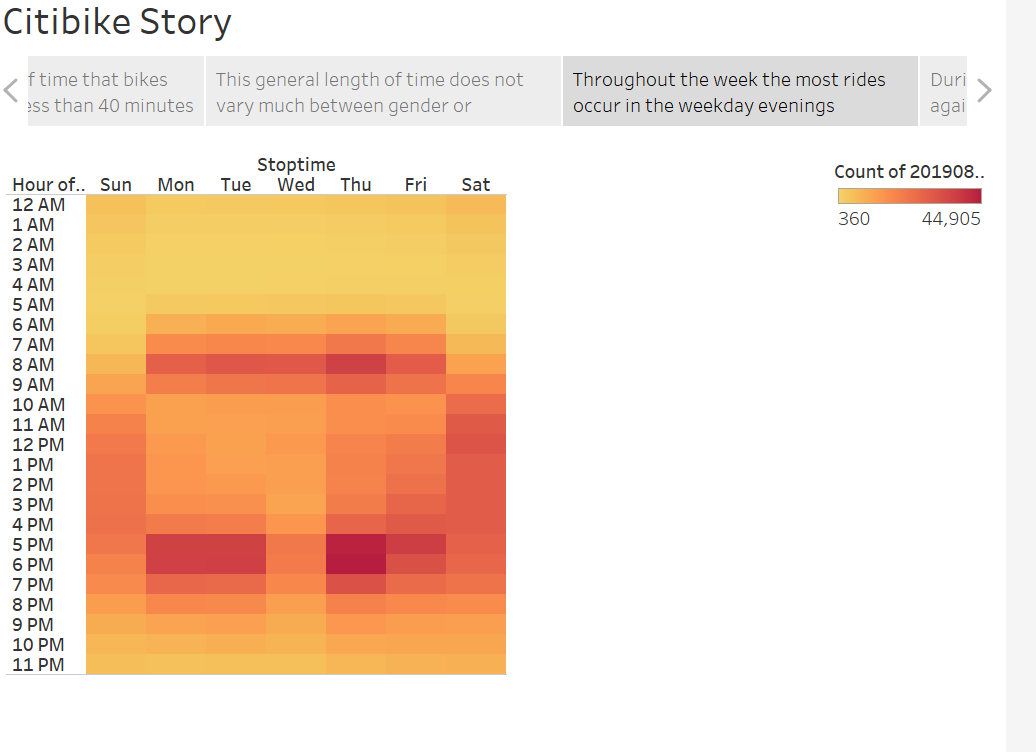 Citibike Story
f time that bikes
ess than 40 minutes
This general length of time does not
vary much between gender or
Throughout the week the most rides
occur in the weekday evenings
Duri
agai
Stoptime
Hour of.. Sun Mon Tue Wed Thu Fri Sat
12 AM
1 AM
2 AM
3 AM
4 AM
5 AM
6 AM
7 AM
8 AM
9 AM
10 AM
11 AM
12 PM
1 PM
2 PM
3 PM
4 PM
5 PM
6 PM
7 PM
8 PM
9 PM
10 PM
11 PM
Count of 201908..
360 44,905